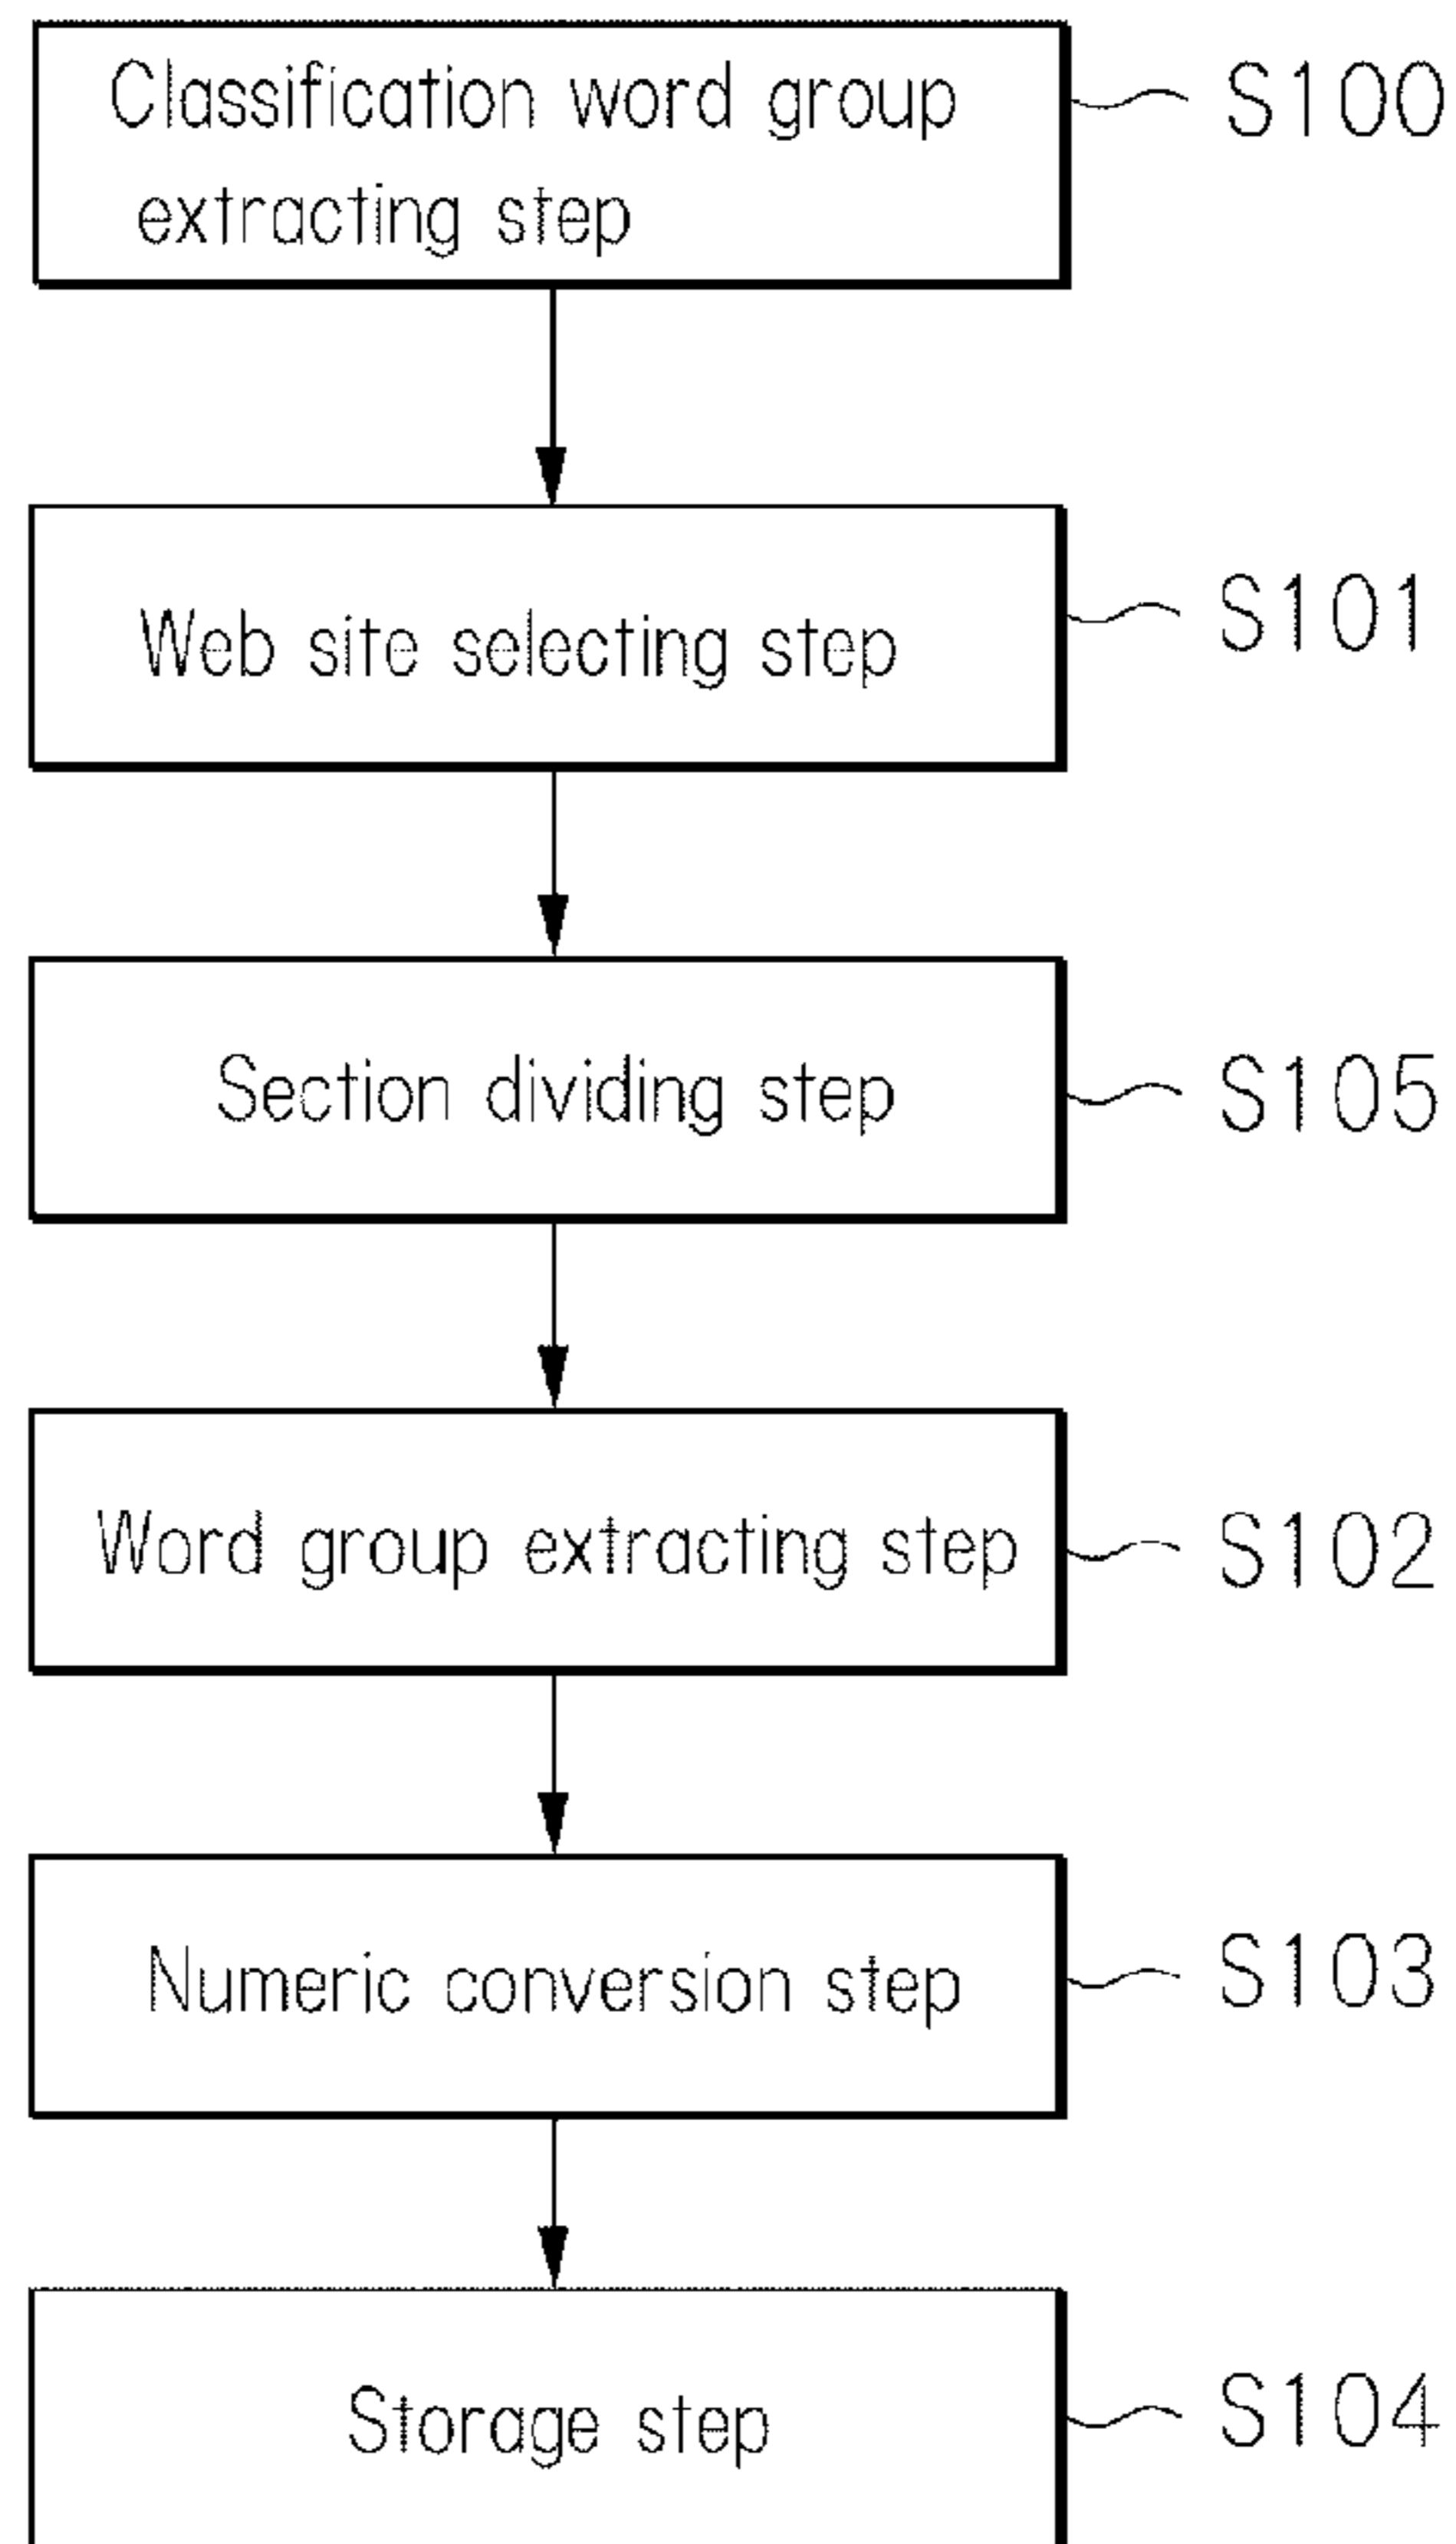 Classification word group
extracting step
S100
Web site selecting step
S101
Section dividing step
S105
Word group extracting step
S102
Numeric conversion step
S103
Storage step
S104